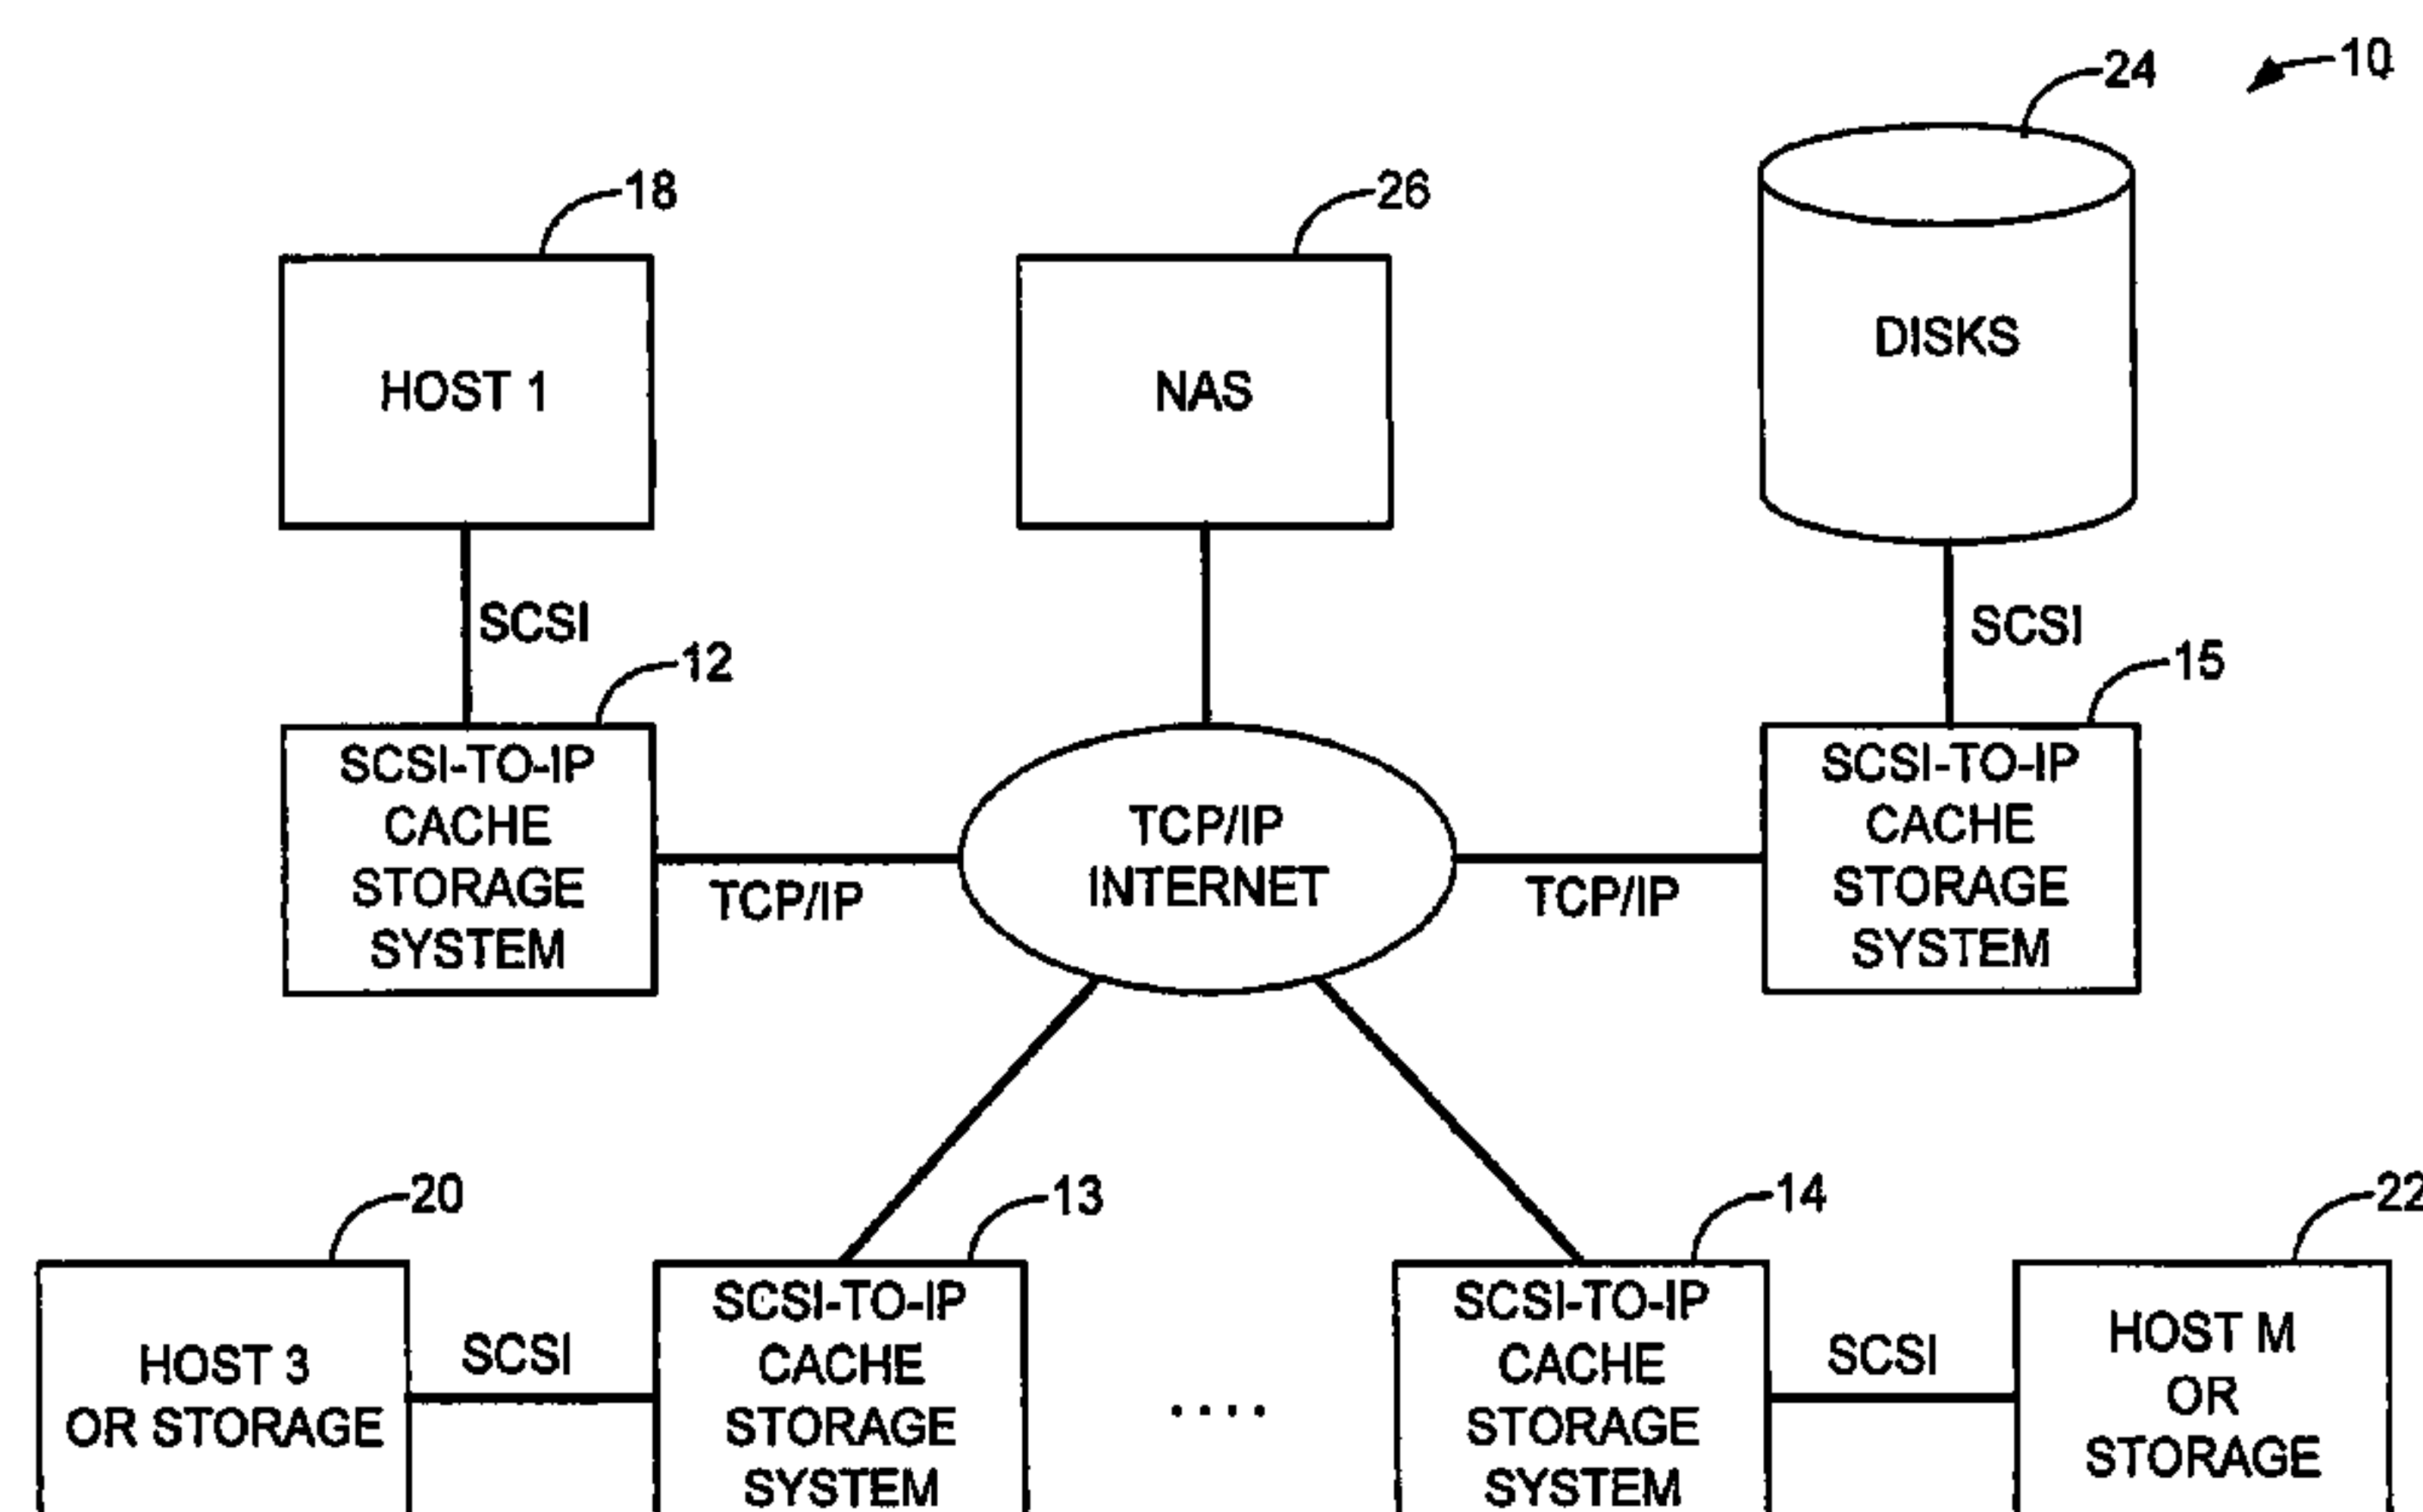 24
10
18
26
HOST 1
NAS
DISKS
SCSI
SCSI
12
15
SCSI-TO-IP
CACHE
STORAGE
SYSTEM
TCP/IP
TCP/IP
INTERNET
TCP/IP
SCSI-TO-IP
CACHE
STORAGE
SYSTEM
20
13
14
22
HOST 3
OR STORAGE
SCSI
SCSI-TO-IP
CACHE
STORAGE
SYSTEM
....
SCSI-TO-IP
CACHE
STORAGE
SYSTEM
SCSI
HOST M
OR
STORAGE